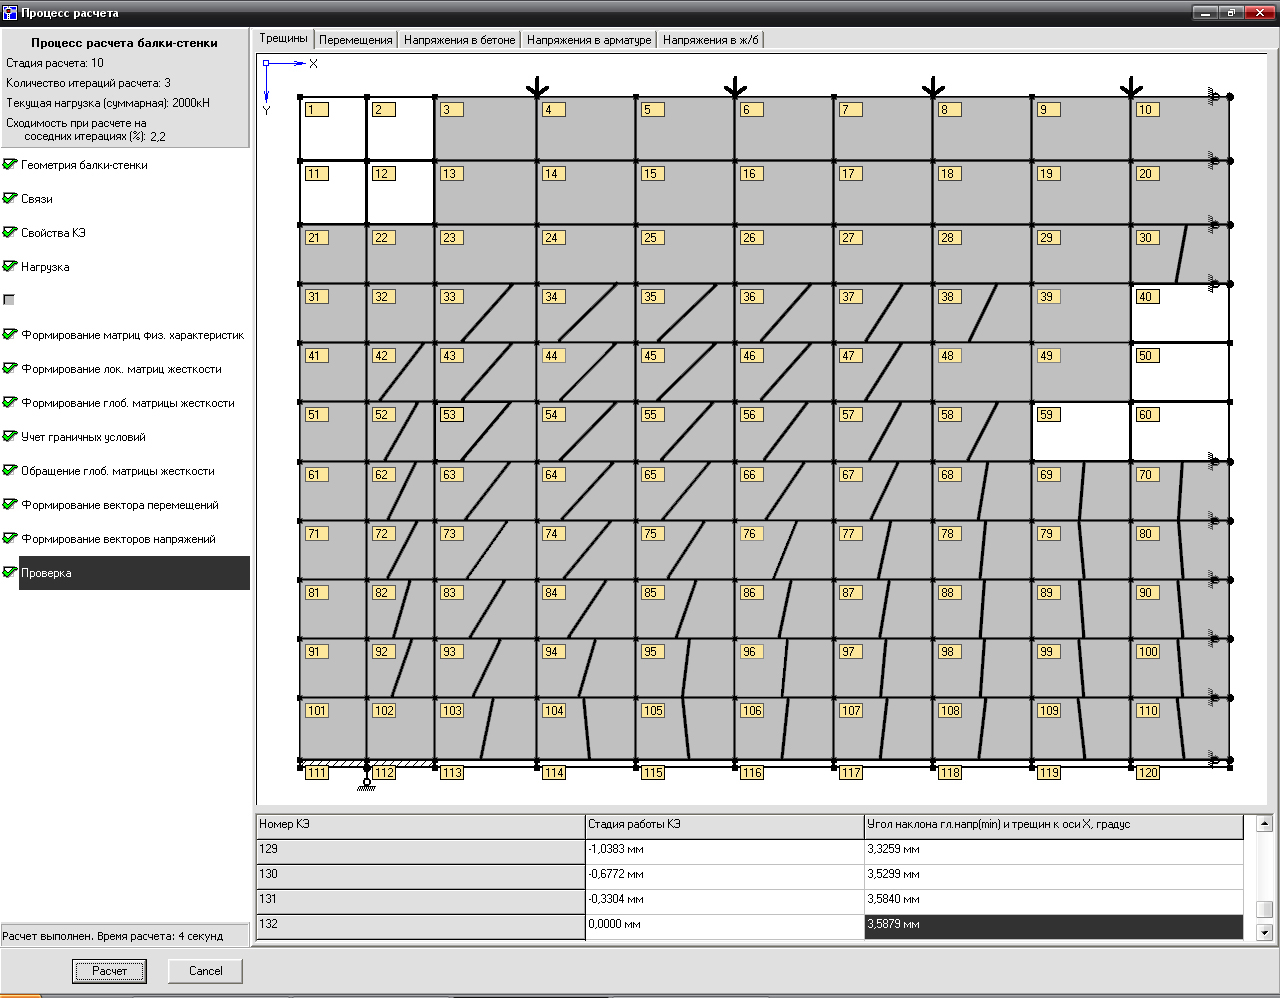 Процесс расчета
Процесс расчета балки-стенки
Стадия расчета: 10
Количество итераций расчета: 3
Текущая нагрузка (суммарная): 2000кН
Сходимость при расчете на
соседних итерациях (%): 2,2
Геометрия балки-стенки
Связи
Свойства КЭ
Нагрузка
Формирование матриц физ. характеристик
Формирование лок. матриц жесткости
Формирование глоб. матрицы жесткости
Учет граничных условий
Обращение глоб. матрицы жесткости
Формирование вектора перемещений
Формирование векторов напряжений
Проверка
Расчет выполнен. Время расчета: 4 секунд
Трещины Перемещения Напряжения в бетоне Напряжения в арматуре Напряжения в ж/б
X
Y
1 2 3 4 5 6 7 8 9 10
11 12 13 14 15 16 17 18 19 20
21 22 23 24 25 26 27 28 29 30
31 32 33 34 35 36 37 38 39 40
41 42 43 44 45 46 47 48 49 50
51 52 53 54 55 56 57 58 59 60
61 62 63 64 65 66 67 68 69 70
71 72 73 74 75 76 77 78 79 80
81 82 83 84 85 86 87 88 89 90
91 92 93 94 95 96 97 98 99 100
101 102 103 104 105 106 107 108 109 110
111 112 113 114 115 116 117 118 119 120
Номер КЭ Стадия работы КЭ Угол наклона гл.напр(min) и трещин к оси X, градус
129 -1,0383 мм 3,3259 мм
130 -0,6772 мм 3,5299 мм
131 -0,3304 мм 3,5840 мм
132 0,0000 мм 3,5879 мм
Расчет Cancel